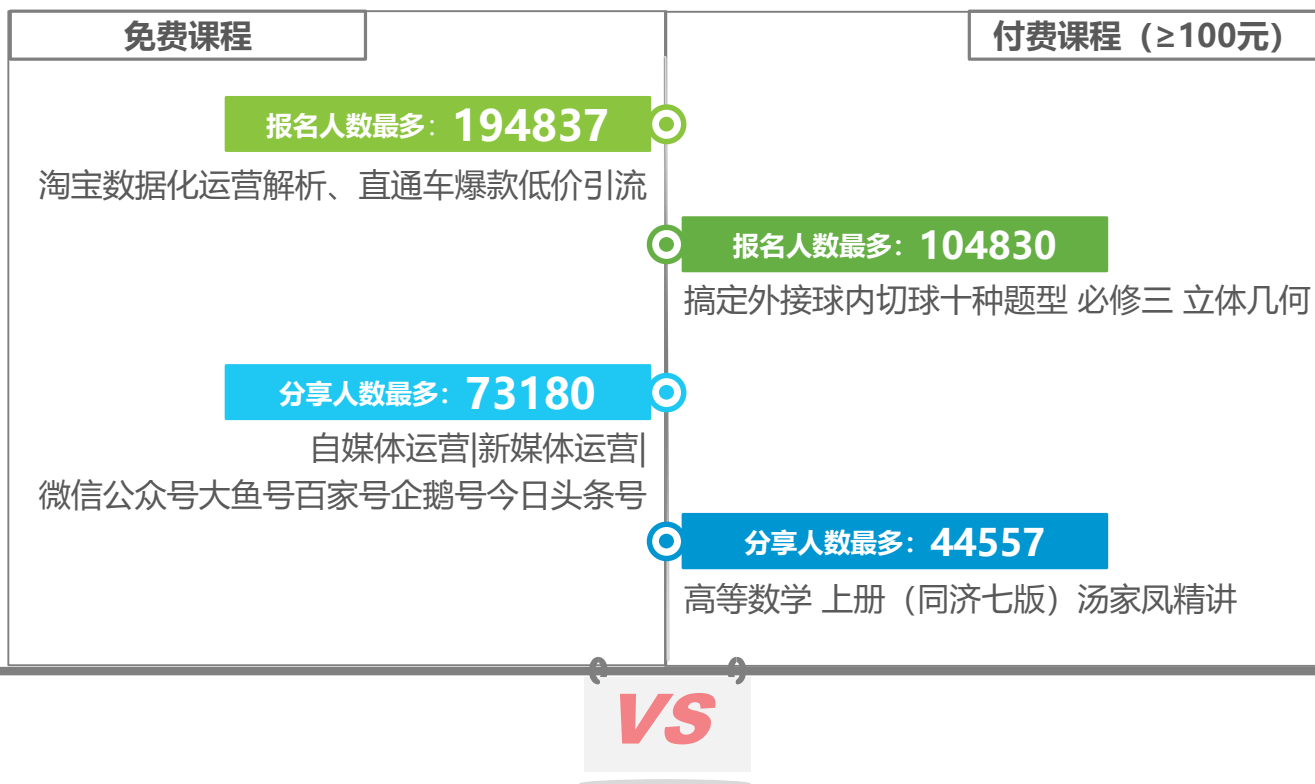 免费课程
付费课程（≥100元）
报名人数最多：194837
淘宝数据化运营解析、直通车爆款低价引流
报名人数最多：104830
搞定外接球内切球十种题型 必修三 立体几何
分享人数最多：73180
自媒体运营|新媒体运营|
微信公众号大鱼号百家号企鹅号今日头条号
分享人数最多：44557
高等数学 上册（同济七版）汤家凤精讲
VS